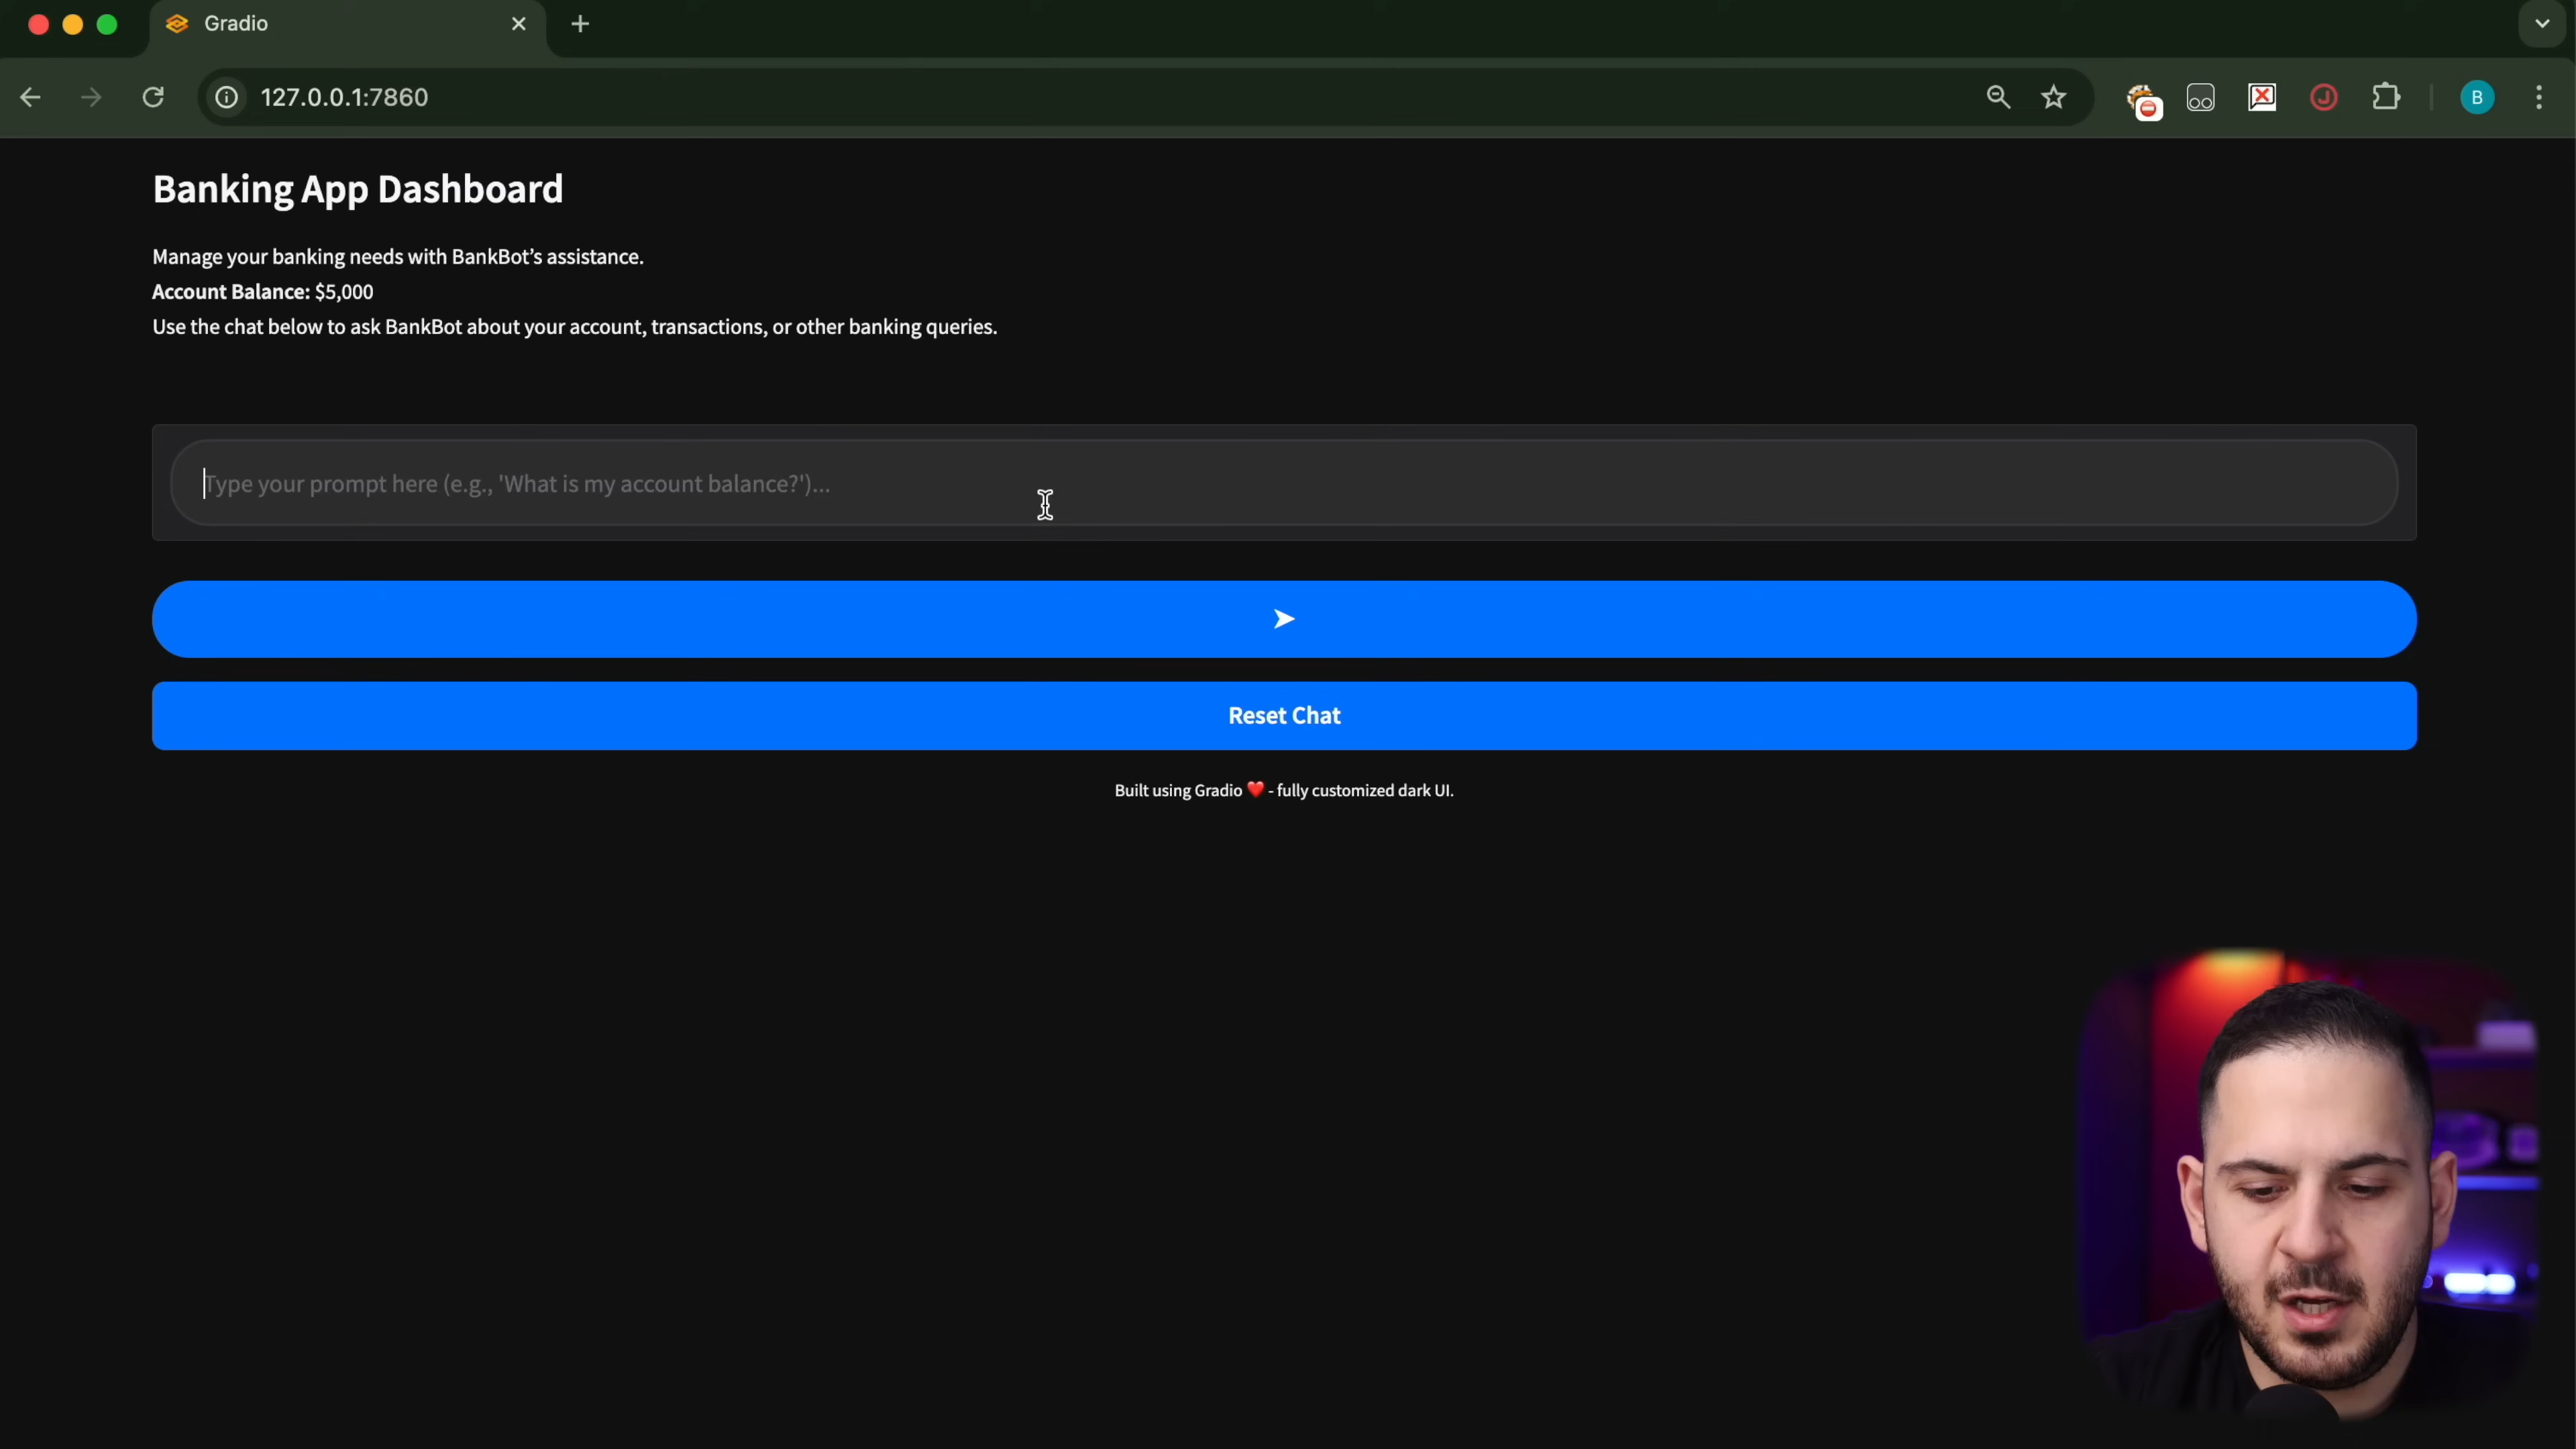 Gradio
127.0.0.1:7860
B
Banking App Dashboard
Manage your banking needs with BankBot’s assistance.
Account Balance: $5,000
Use the chat below to ask BankBot about your account, transactions, or other banking queries.
Type your prompt here (e.g., 'What is my account balance?')...
Reset Chat
Built using Gradio ❤️ - fully customized dark UI.